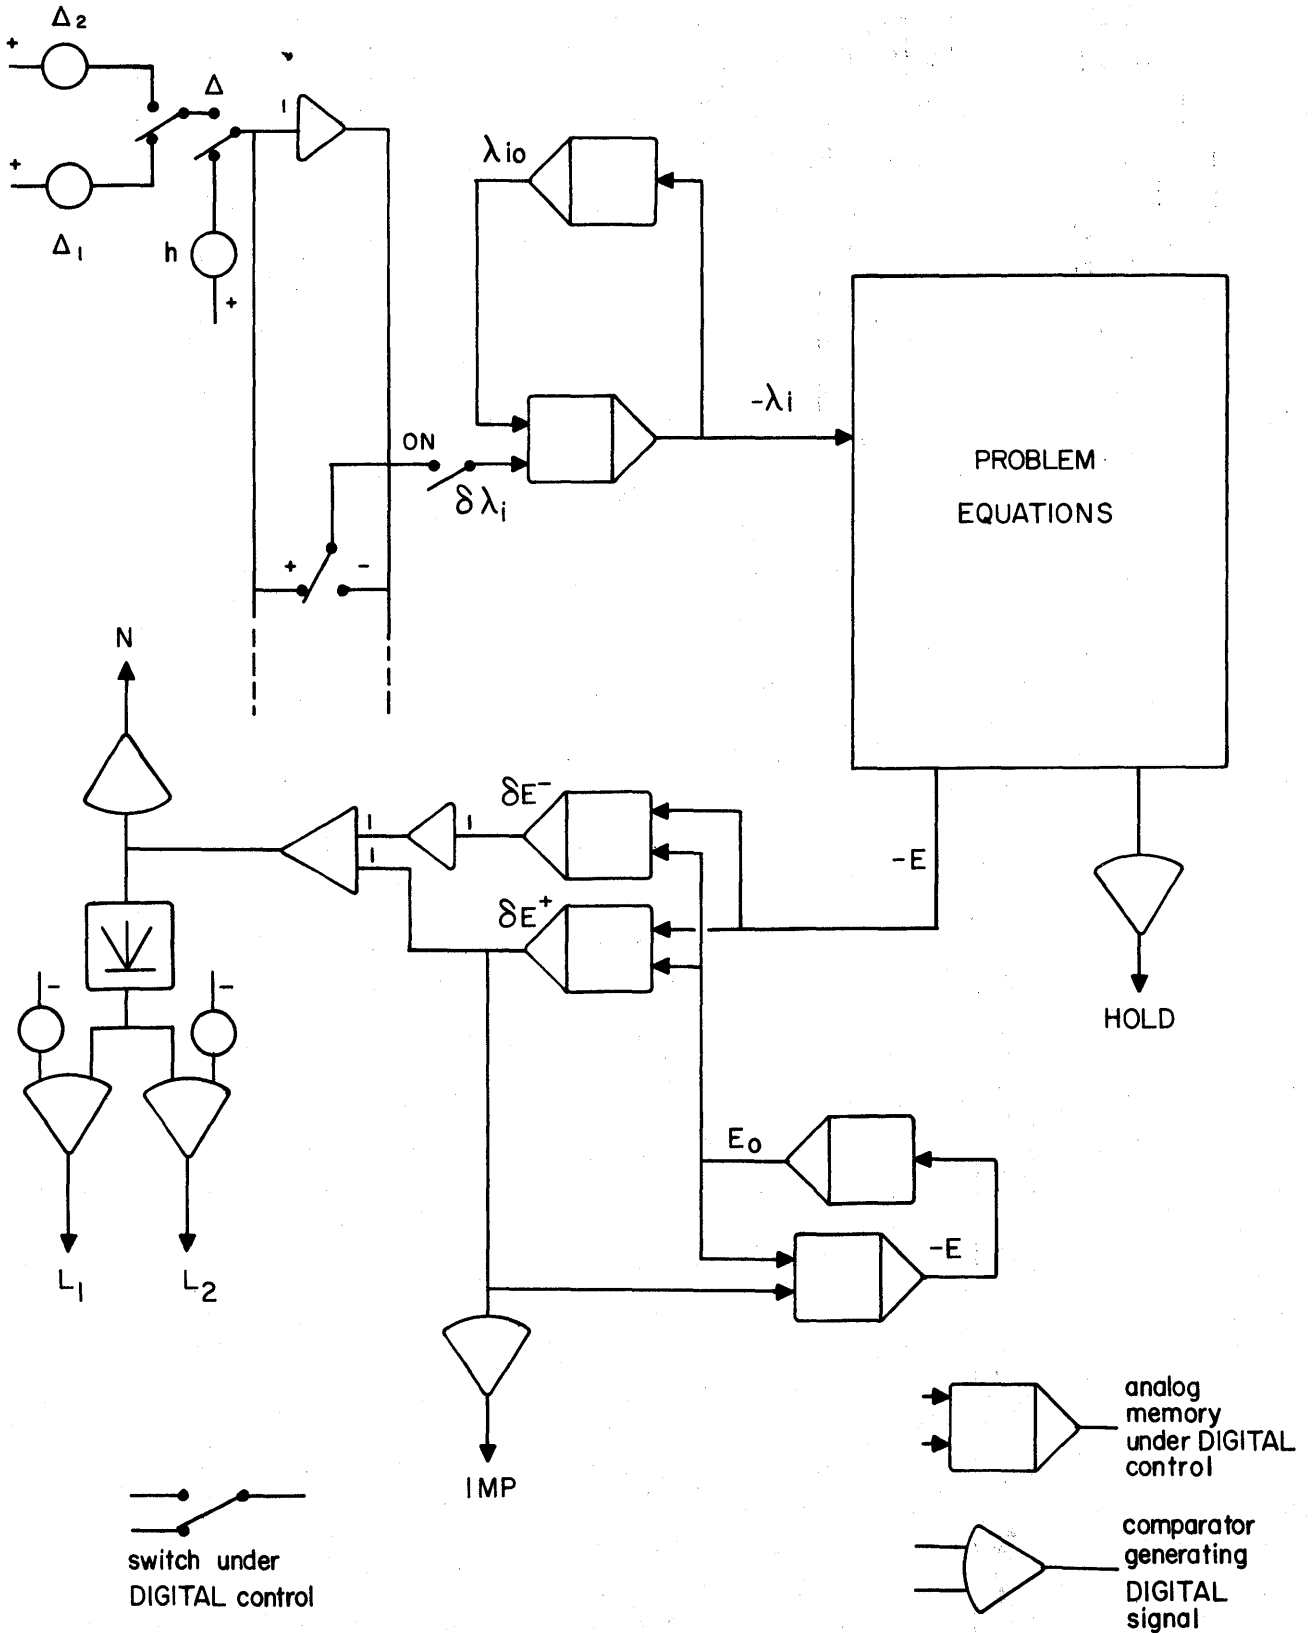 Δ2
+
Δ
1
+
Δ1
h
+
λio
-λi
PROBLEM
EQUATIONS
ON
δλi
+ -
N
δE-
1
1
1
-E
δE+
- -
HOLD
Eo
-E
L1 L2
IMP
analog
memory
under DIGITAL
control
switch under
DIGITAL control
comparator
generating
DIGITAL
signal